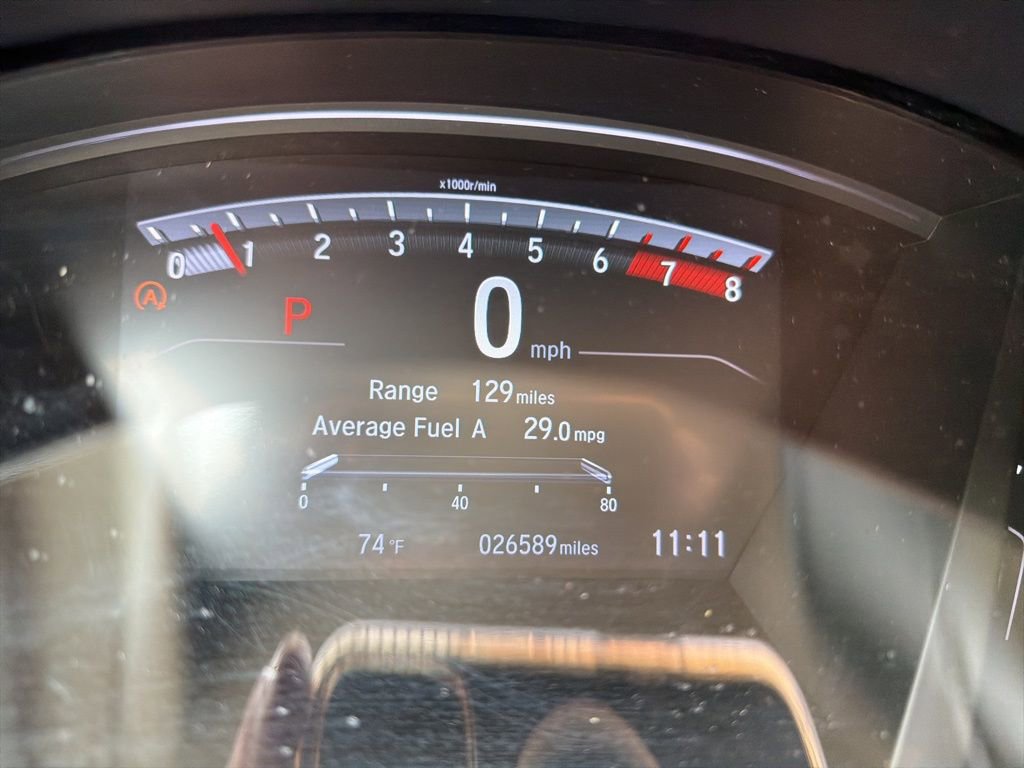 x1000r/min
0 1 2 3 4 5 6 7 8
A
P 0 mph
Range 129 miles
Average Fuel A 29.0 mpg
0 40 80
74 °F 026589 miles 11:11